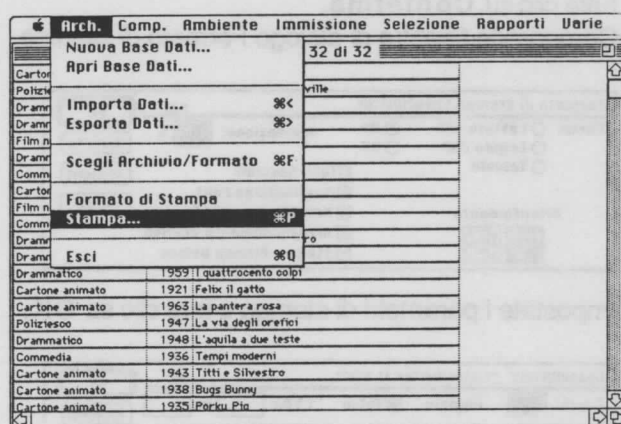 Arch. Comp. Ambiente Immissione Selezione Rapporti Varie
Nuova Base Dati...
Apri Base Dati...
Importa Dati... ⌘<
Esporta Dati... ⌘>
Scegli Archivio/Formato ⌘F
Formato di Stampa
Stampa... ⌘P
Esci ⌘Q
32 di 32
Carto
Polizie
ville
Dramm
Dramm
Film n
Dramm
Comm
Carto
Film n
Comm
Dramm
ro
Dramm
Drammatico 1959 I quattrocento colpi
Cartone animato 1921 Felix il gatto
Cartone animato 1963 La pantera rosa
Poliziesco 1947 La via degli orefici
Drammatico 1948 L'aquila a due teste
Commedia 1936 Tempi moderni
Cartone animato 1943 Titti e Silvestro
Cartone animato 1938 Bugs Bunny
Cartone animato 1935 Porky Pig